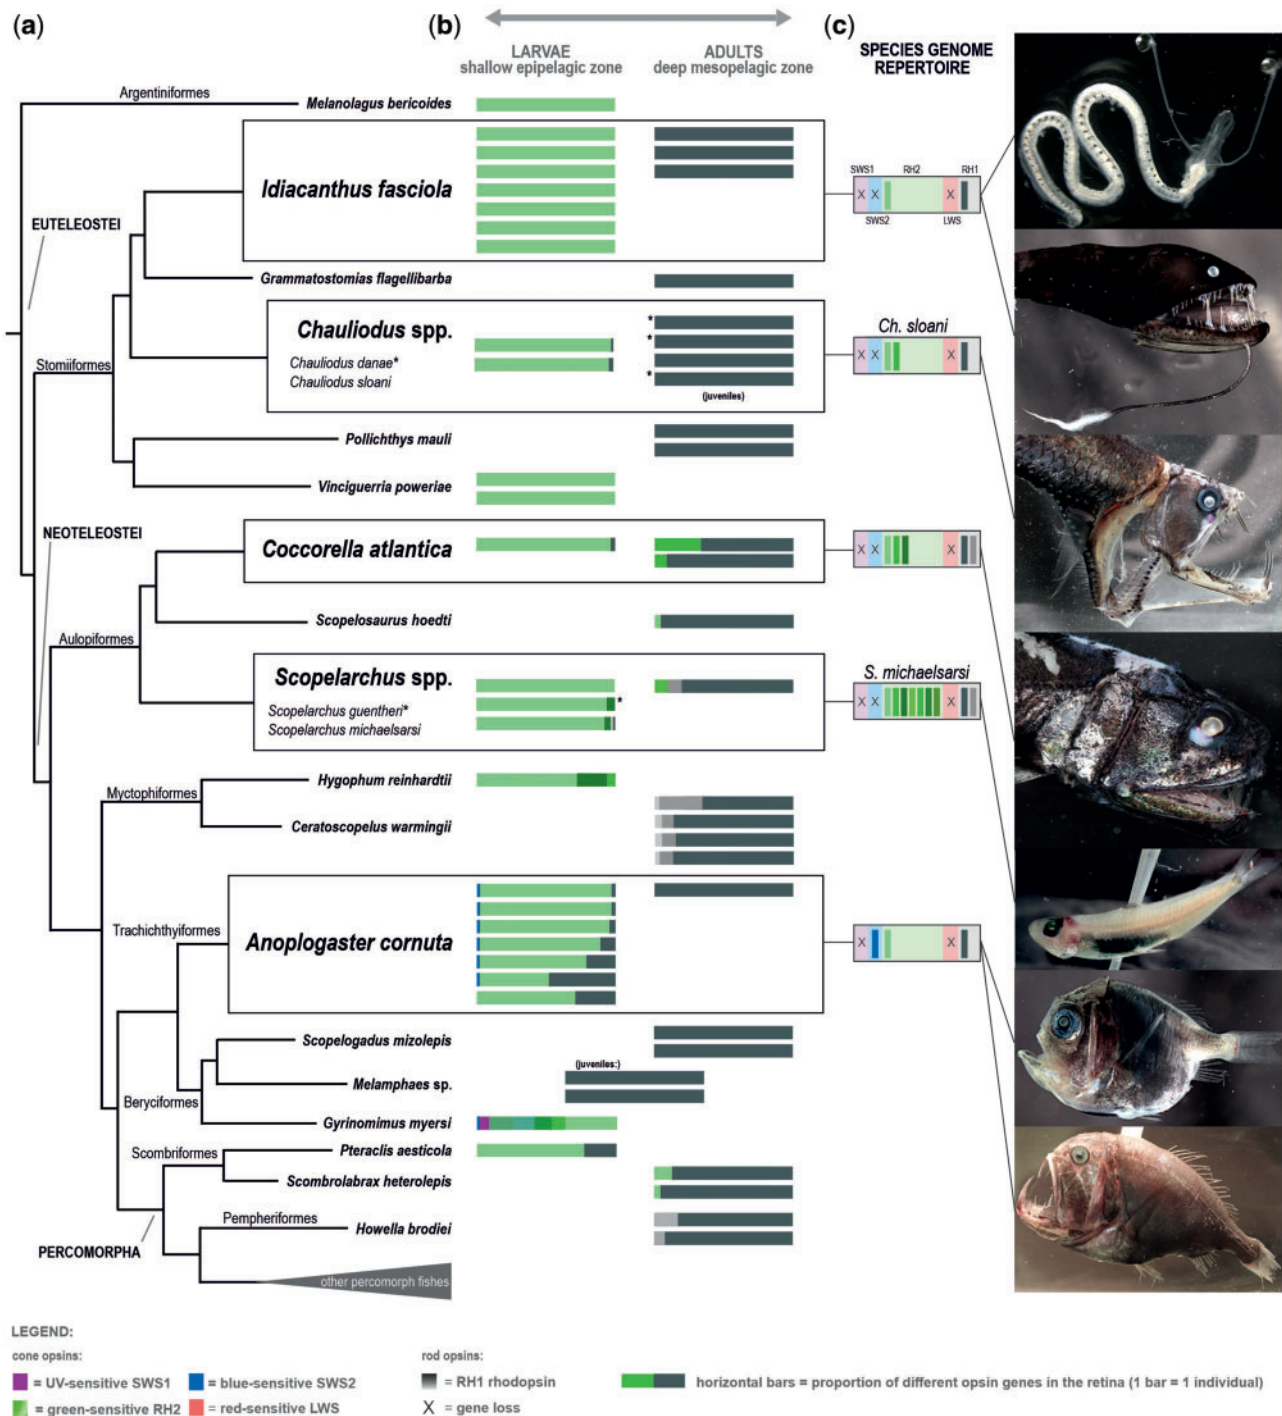 (a)
(b)
(c)
LARVAE
shallow epipelagic zone
ADULTS
deep mesopelagic zone
SPECIES GENOME
REPERTOIRE
Argentiniformes
Melanolagus bericoides
Idiacanthus fasciola
SWS1
RH2
RH1
X X X
SWS2
LWS
EUTELEOSTEI
Grammatostomias flagellibarba
Stomiiformes
Chauliodus spp.
Chauliodus danae*
Chauliodus sloani
*
*
*
(juveniles)
Ch. sloani
X X X
Pollichthys mauli
Vinciguerria poweriae
NEOTELEOSTEI
Coccorella atlantica
X X X
Scopelosaurus hoedti
Aulopiformes
Scopelarchus spp.
Scopelarchus guentheri*
Scopelarchus michaelsarsi
*
S. michaelsarsi
X X X
Myctophiformes
Hygophum reinhardtii
Ceratoscopelus warmingii
Trachichthyiformes
Anoplogaster cornuta
X X
Scopelogadus mizolepis
(juveniles:)
Melamphaes sp.
Beryciformes
Gyrinomimus myersi
Scombriformes
Pteraclis aesticola
Scombrolabrax heterolepis
Pempheriformes
Howella brodiei
PERCOMORPHA
other percomorph fishes
LEGEND:
cone opsins:
= UV-sensitive SWS1
= blue-sensitive SWS2
= green-sensitive RH2
= red-sensitive LWS
rod opsins:
= RH1 rhodopsin
X = gene loss
horizontal bars = proportion of different opsin genes in the retina (1 bar = 1 individual)